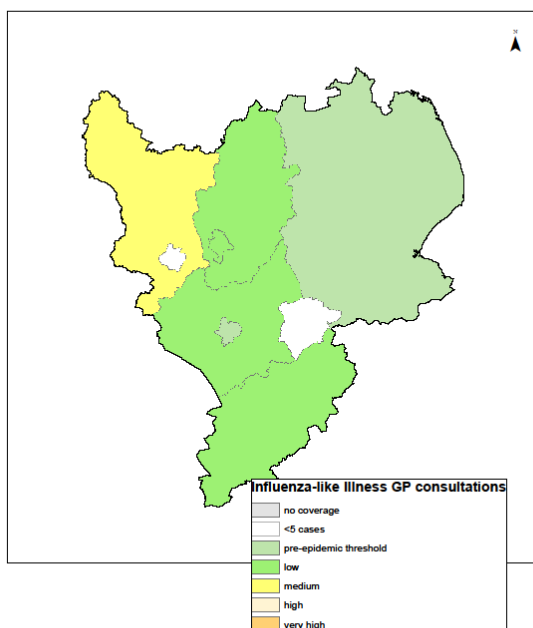 N
Influenza-like Illness GP consultations
no coverage
<5 cases
pre-epidemic threshold
low
medium
high
very high